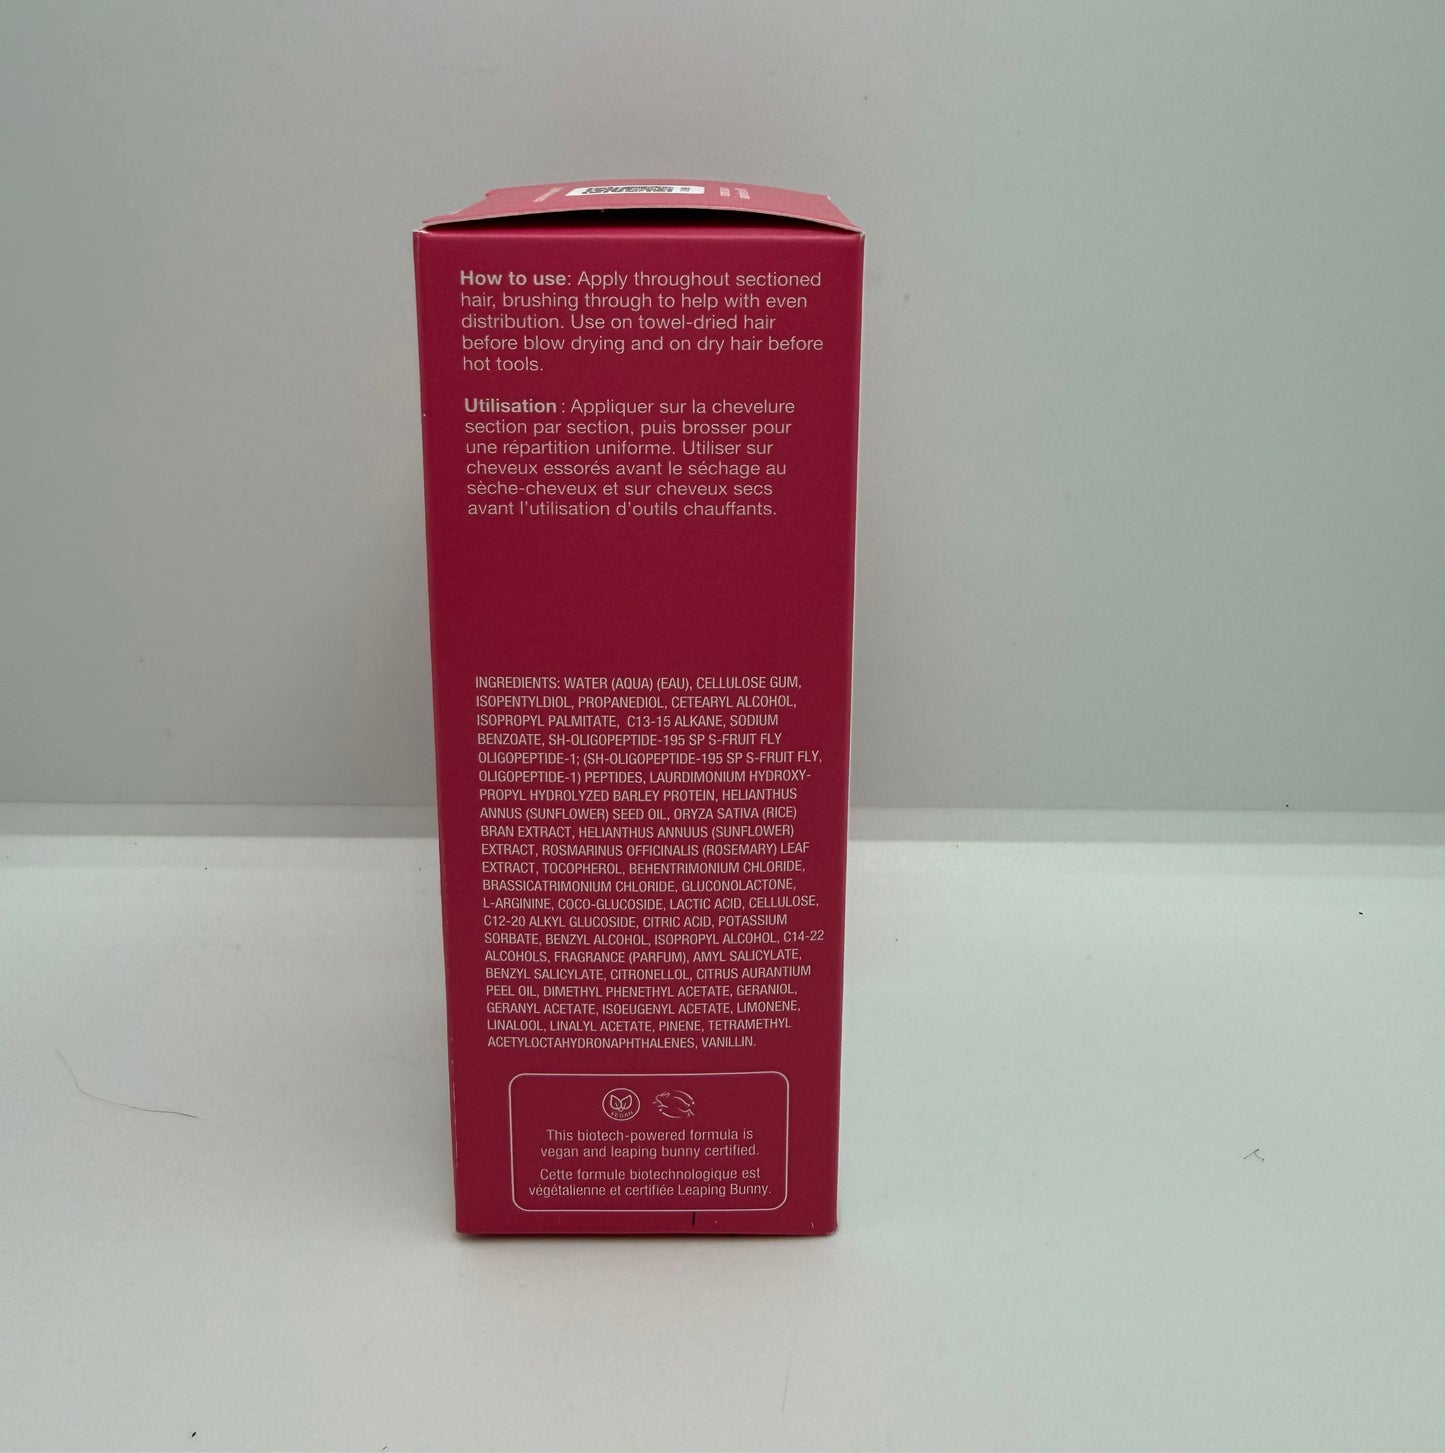 How to use: Apply throughout sectioned
hair, brushing through to help with even
distribution. Use on towel-dried hair
before blow drying and on dry hair before
hot tools.
Utilisation : Appliquer sur la chevelure
section par section, puis brosser pour
une répartition uniforme. Utiliser sur
cheveux essorés avant le séchage au
sèche-cheveux et sur cheveux secs
avant l'utilisation d'outils chauffants.
INGREDIENTS: WATER (AQUA) (EAU), CELLULOSE GUM,
ISOPENTYLDIOL, PROPANEDIOL, CETEARYL ALCOHOL,
ISOPROPYL PALMITATE, C13-15 ALKANE, SODIUM
BENZOATE, SH-OLIGOPEPTIDE-195 SP S-FRUIT FLY
OLIGOPEPTIDE-1; (SH-OLIGOPEPTIDE-195 SP S-FRUIT FLY,
OLIGOPEPTIDE-1) PEPTIDES, LAURDIMONIUM HYDROXY-
PROPYL HYDROLYZED BARLEY PROTEIN, HELIANTHUS
ANNUS (SUNFLOWER) SEED OIL, ORYZA SATIVA (RICE)
BRAN EXTRACT, HELIANTHUS ANNUUS (SUNFLOWER)
EXTRACT, ROSMARINUS OFFICINALIS (ROSEMARY) LEAF
EXTRACT, TOCOPHEROL, BEHENTRIMONIUM CHLORIDE,
BRASSICATRIMONIUM CHLORIDE, GLUCONOLACTONE,
L-ARGININE, COCO-GLUCOSIDE, LACTIC ACID, CELLULOSE,
C12-20 ALKYL GLUCOSIDE, CITRIC ACID, POTASSIUM
SORBATE, BENZYL ALCOHOL, ISOPROPYL ALCOHOL, C14-22
ALCOHOLS, FRAGRANCE (PARFUM), AMYL SALICYLATE,
BENZYL SALICYLATE, CITRONELLOL, CITRUS AURANTIUM
PEEL OIL, DIMETHYL PHENETHYL ACETATE, GERANIOL,
GERANYL ACETATE, ISOEUGENYL ACETATE, LIMONENE,
LINALOOL, LINALYL ACETATE, PINENE, TETRAMETHYL
ACETYLOCTAHYDRONAPHTHALENES, VANILLIN.
VEGAN
This biotech-powered formula is
vegan and leaping bunny certified.
Cette formule biotechnologique est
végétalienne et certifiée Leaping Bunny.